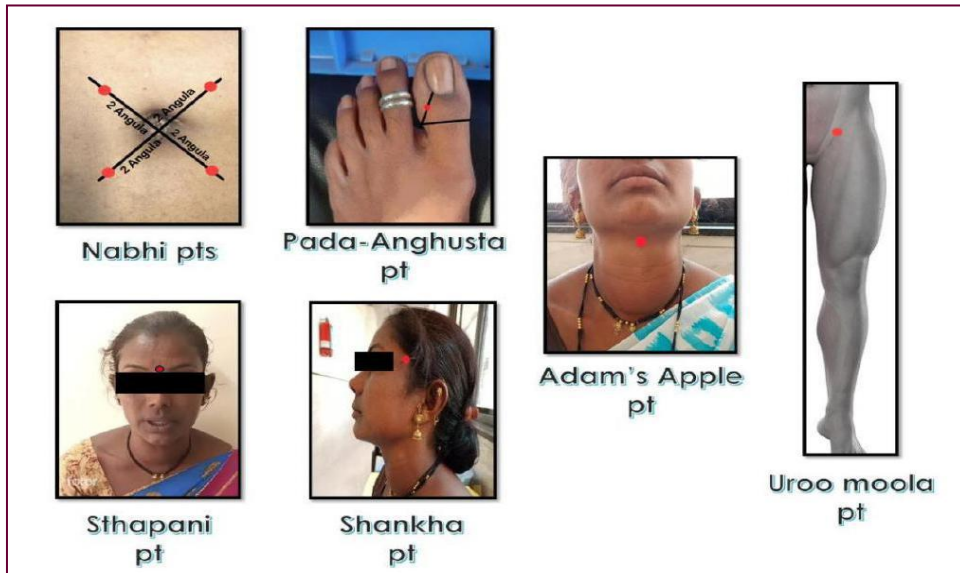 2 Angula
2 Angula
2 Angula
2 Angula
Nabhi pts
Pada-Anghusta
pt
Adam's Apple
pt
Uroo moola
pt
Sthapani
pt
Shankha
pt